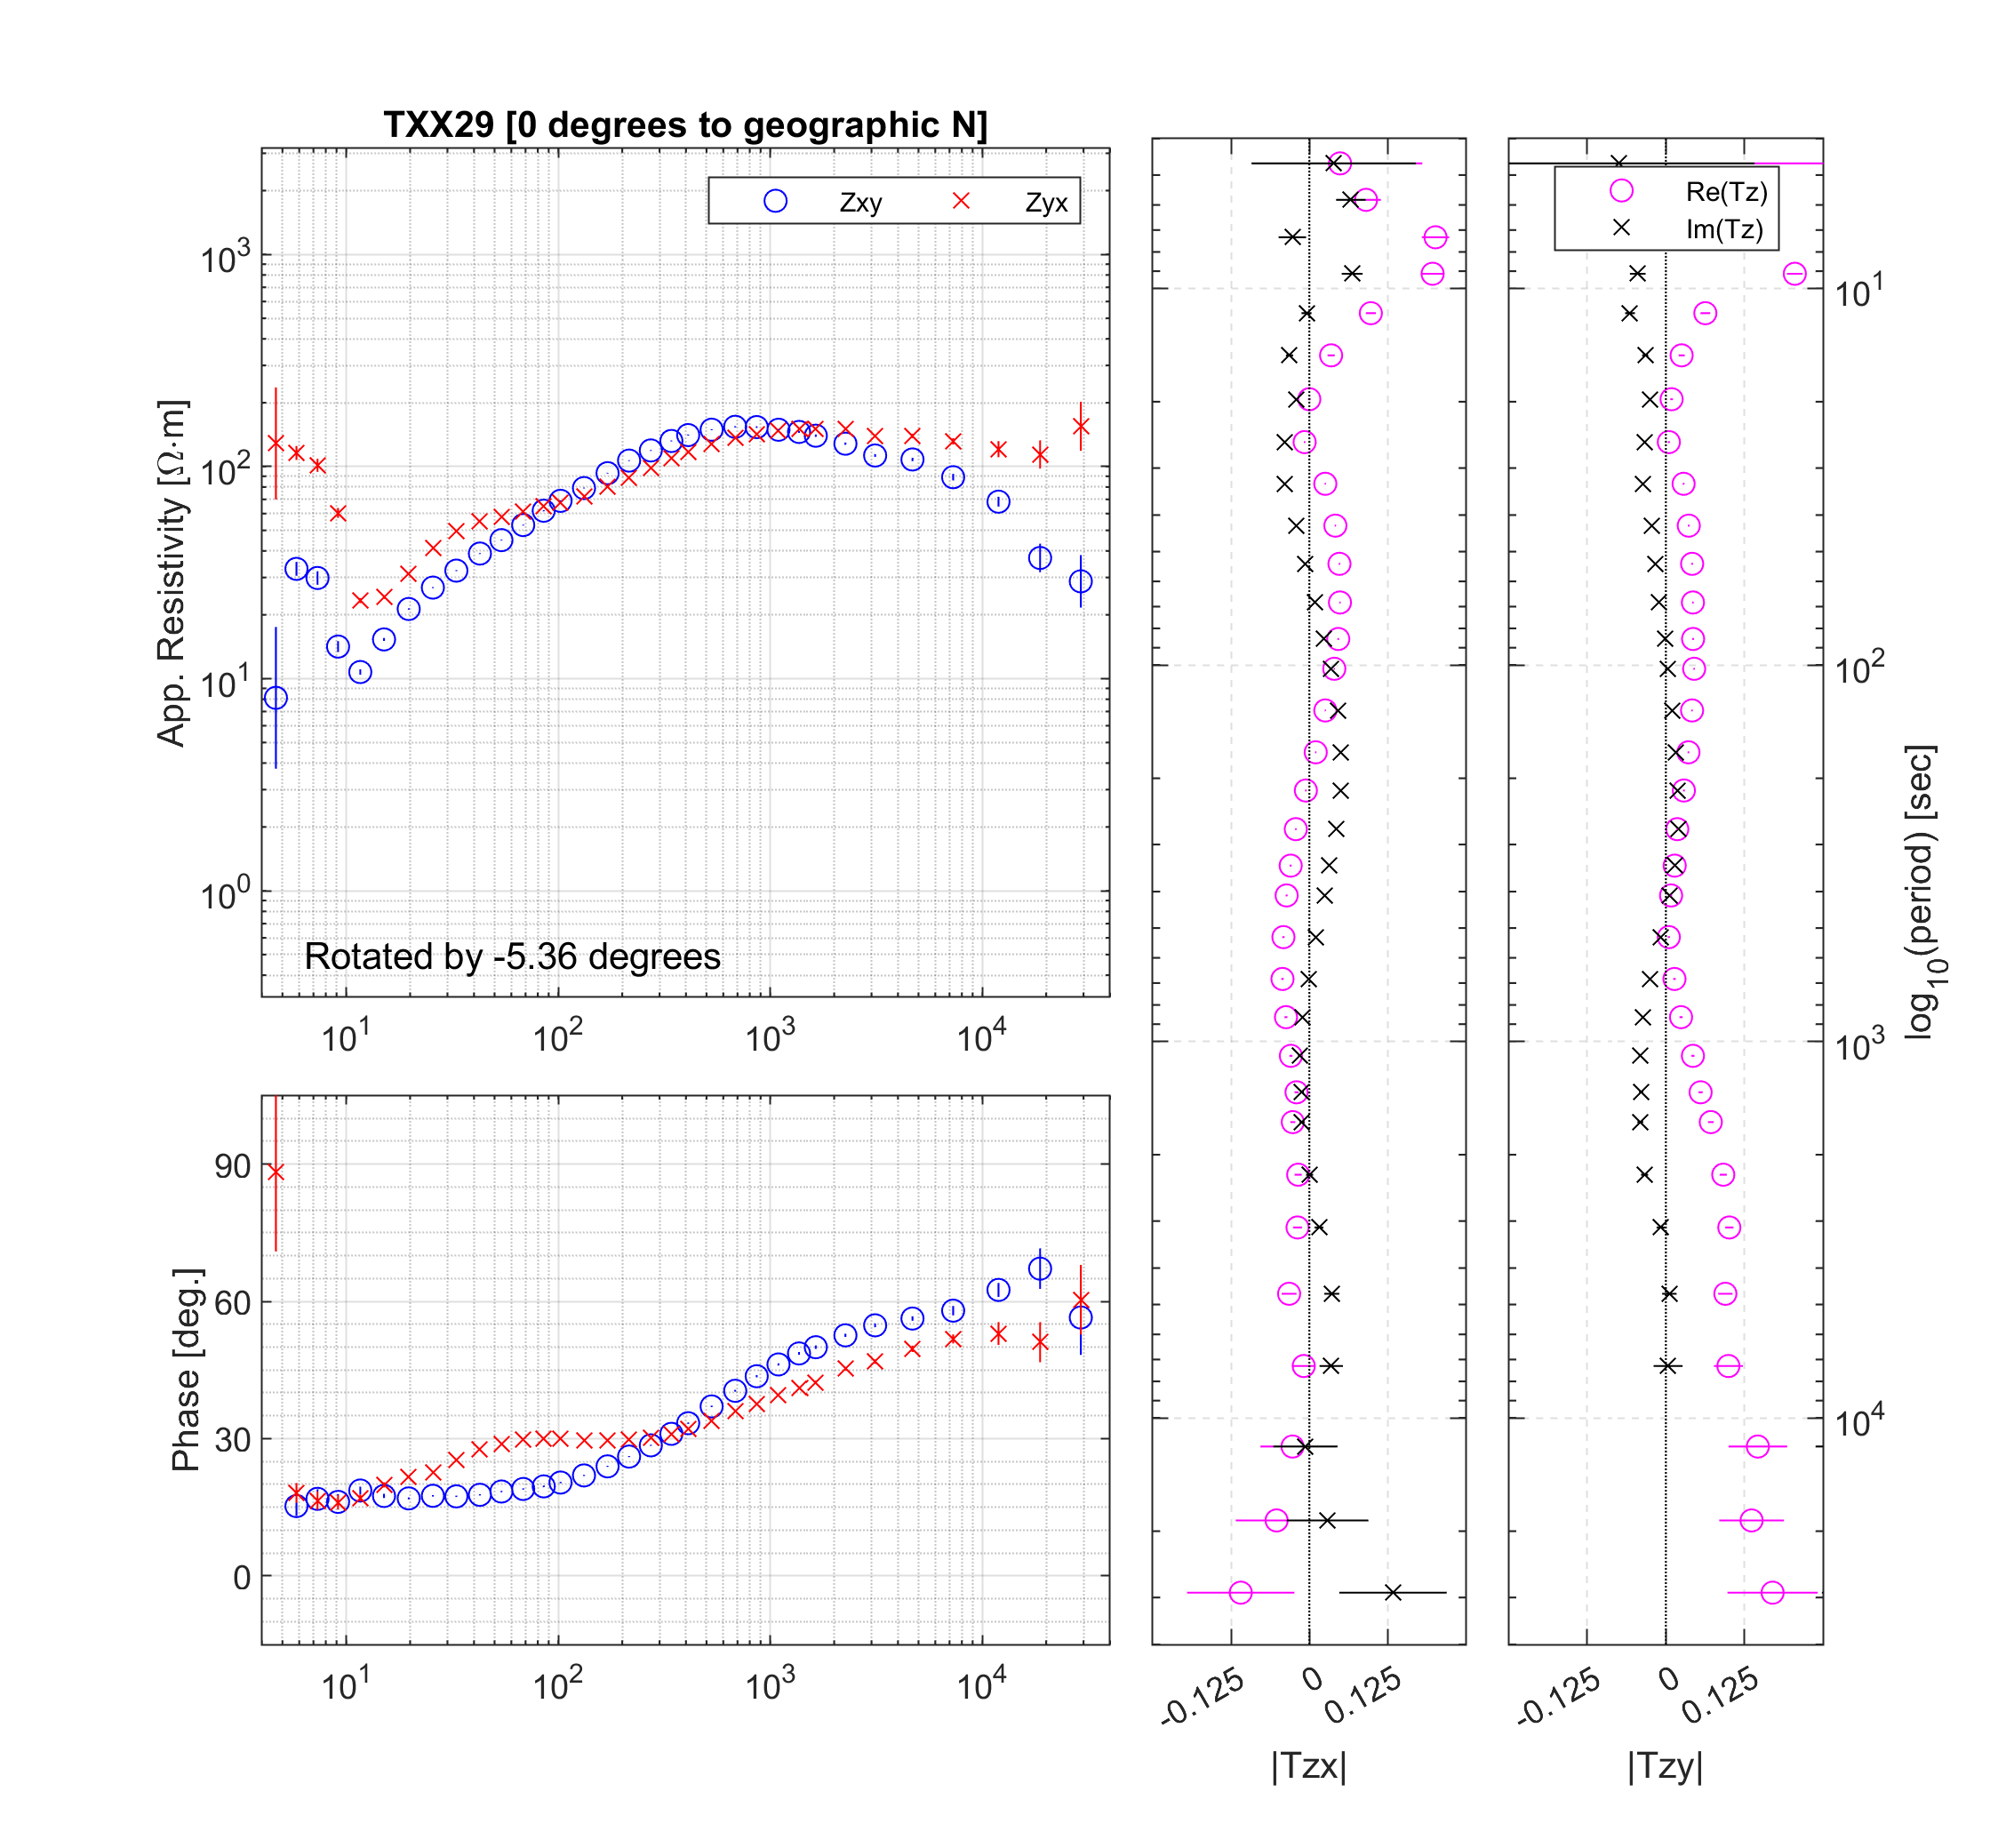 TXX29 [0 degrees to geographic N]
Zxy Zyx
App. Resistivity [Ω·m]
10³
10²
10¹
10⁰
Rotated by -5.36 degrees
10¹ 10² 10³ 10⁴
Phase [deg.]
90
60
30
0
10¹ 10² 10³ 10⁴
-0.125 0 0.125
|Tzx|
Re(Tz)
Im(Tz)
-0.125 0 0.125
|Tzy|
10¹
10²
10³
10⁴
log₁₀(period) [sec]